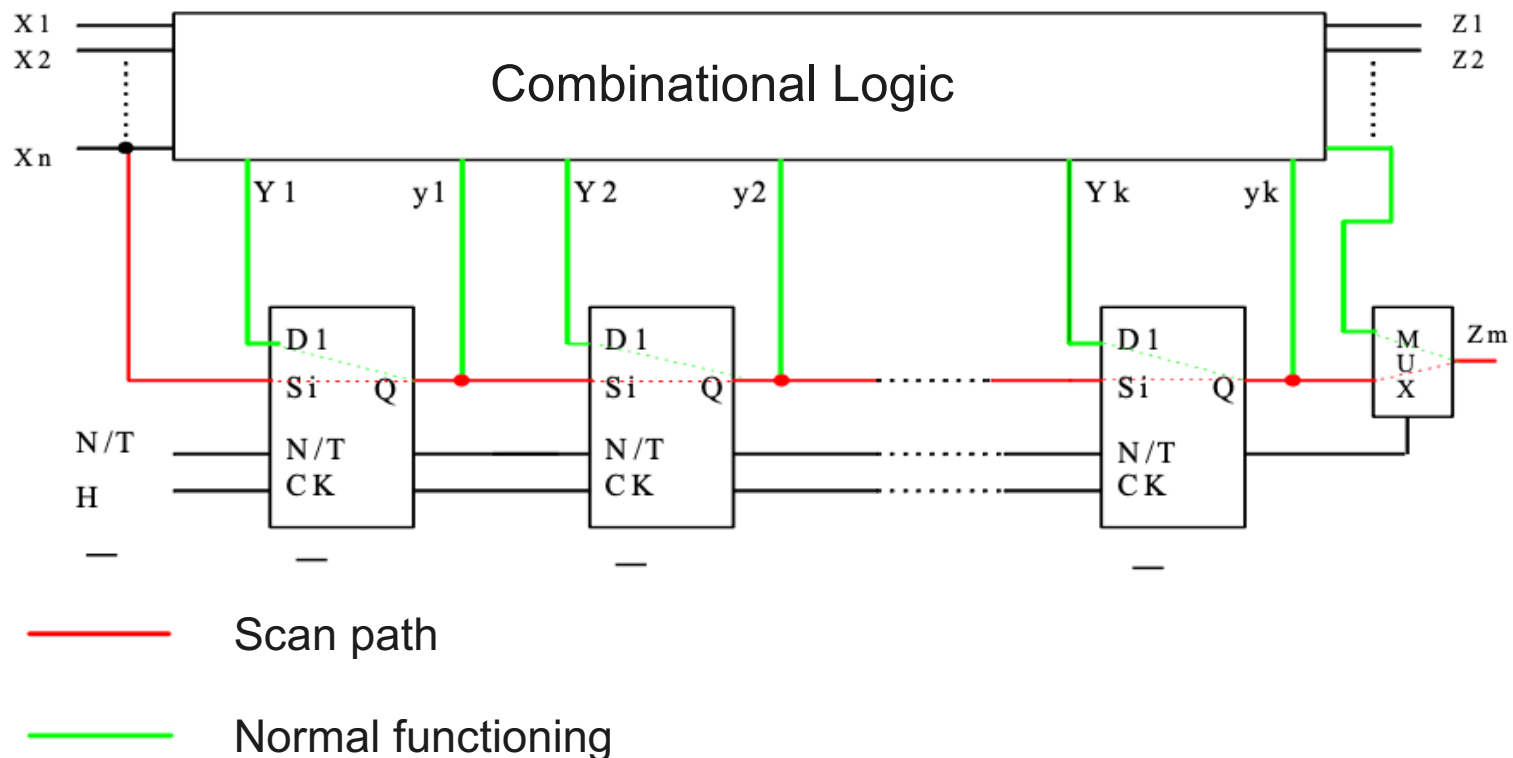 X1
Z1
X2
Z2
Combinational Logic
Xn
Y1
y1
Y2
y2
Yk
yk
D1
Si
Q
N/T
CK
D1
Si
Q
N/T
CK
D1
Si
Q
N/T
CK
M
U
X
Zm
N/T
H
Scan path
Normal functioning